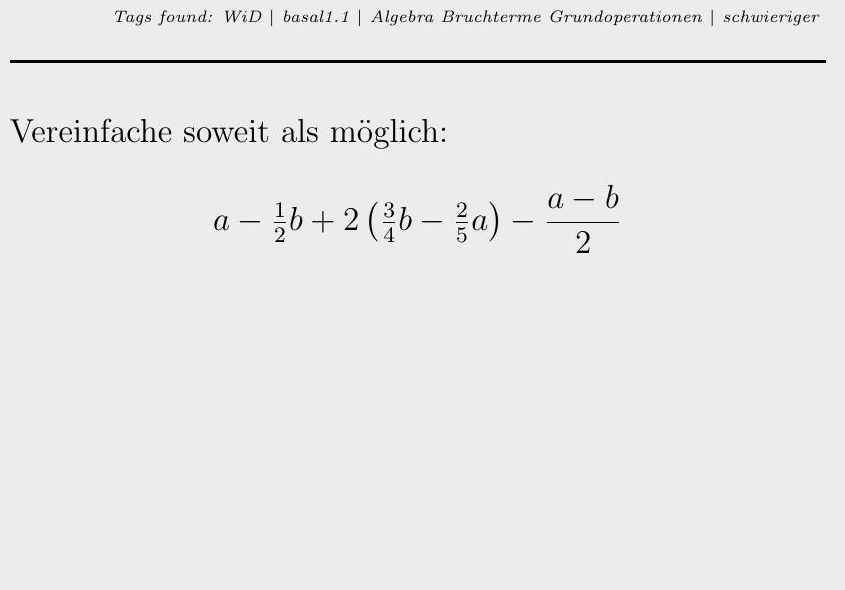 Tags found: WiD | basal1.1 | Algebra Bruchterme Grundoperationen | schwieriger
Vereinfache soweit als möglich:
a − \frac{1}{2}b + 2 \left( \frac{3}{4}b − \frac{2}{5}a \right) − \frac{a − b}{2}